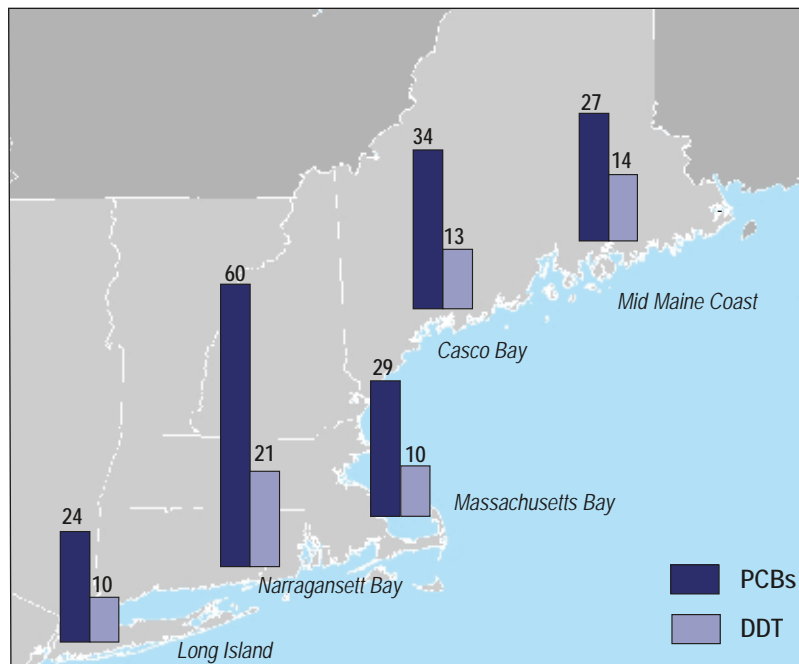 27
34
14
13
60
Mid Maine Coast
Casco Bay
29
21
10
Massachusetts Bay
24
10
Narragansett Bay
PCBs
DDT
Long Island